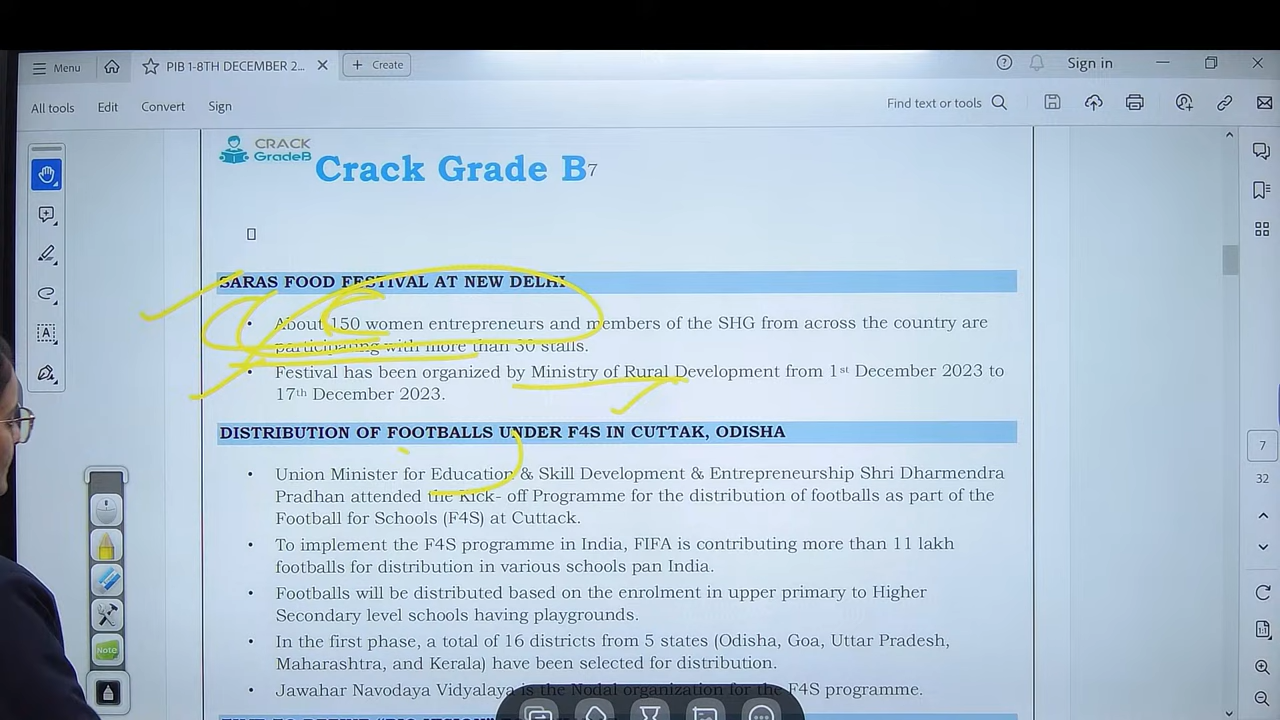 Menu
PIB 1-8TH DECEMBER 2...
Create
Sign in
All tools
Edit
Convert
Sign
Find text or tools
CRACK
GradeB
Crack Grade B7
SARAS FOOD FESTIVAL AT NEW DELHI
• About 150 women entrepreneurs and members of the SHG from across the country are
participating with more than 30 stalls.
• Festival has been organized by Ministry of Rural Development from 1st December 2023 to
17th December 2023.
DISTRIBUTION OF FOOTBALLS UNDER F4S IN CUTTAK, ODISHA
• Union Minister for Education & Skill Development & Entrepreneurship Shri Dharmendra
Pradhan attended the Kick- off Programme for the distribution of footballs as part of the
Football for Schools (F4S) at Cuttack.
• To implement the F4S programme in India, FIFA is contributing more than 11 lakh
footballs for distribution in various schools pan India.
• Footballs will be distributed based on the enrolment in upper primary to Higher
Secondary level schools having playgrounds.
• In the first phase, a total of 16 districts from 5 states (Odisha, Goa, Uttar Pradesh,
Maharashtra, and Kerala) have been selected for distribution.
• Jawahar Navodaya Vidyalaya is the Nodal organization for the F4S programme.
Note
7
32